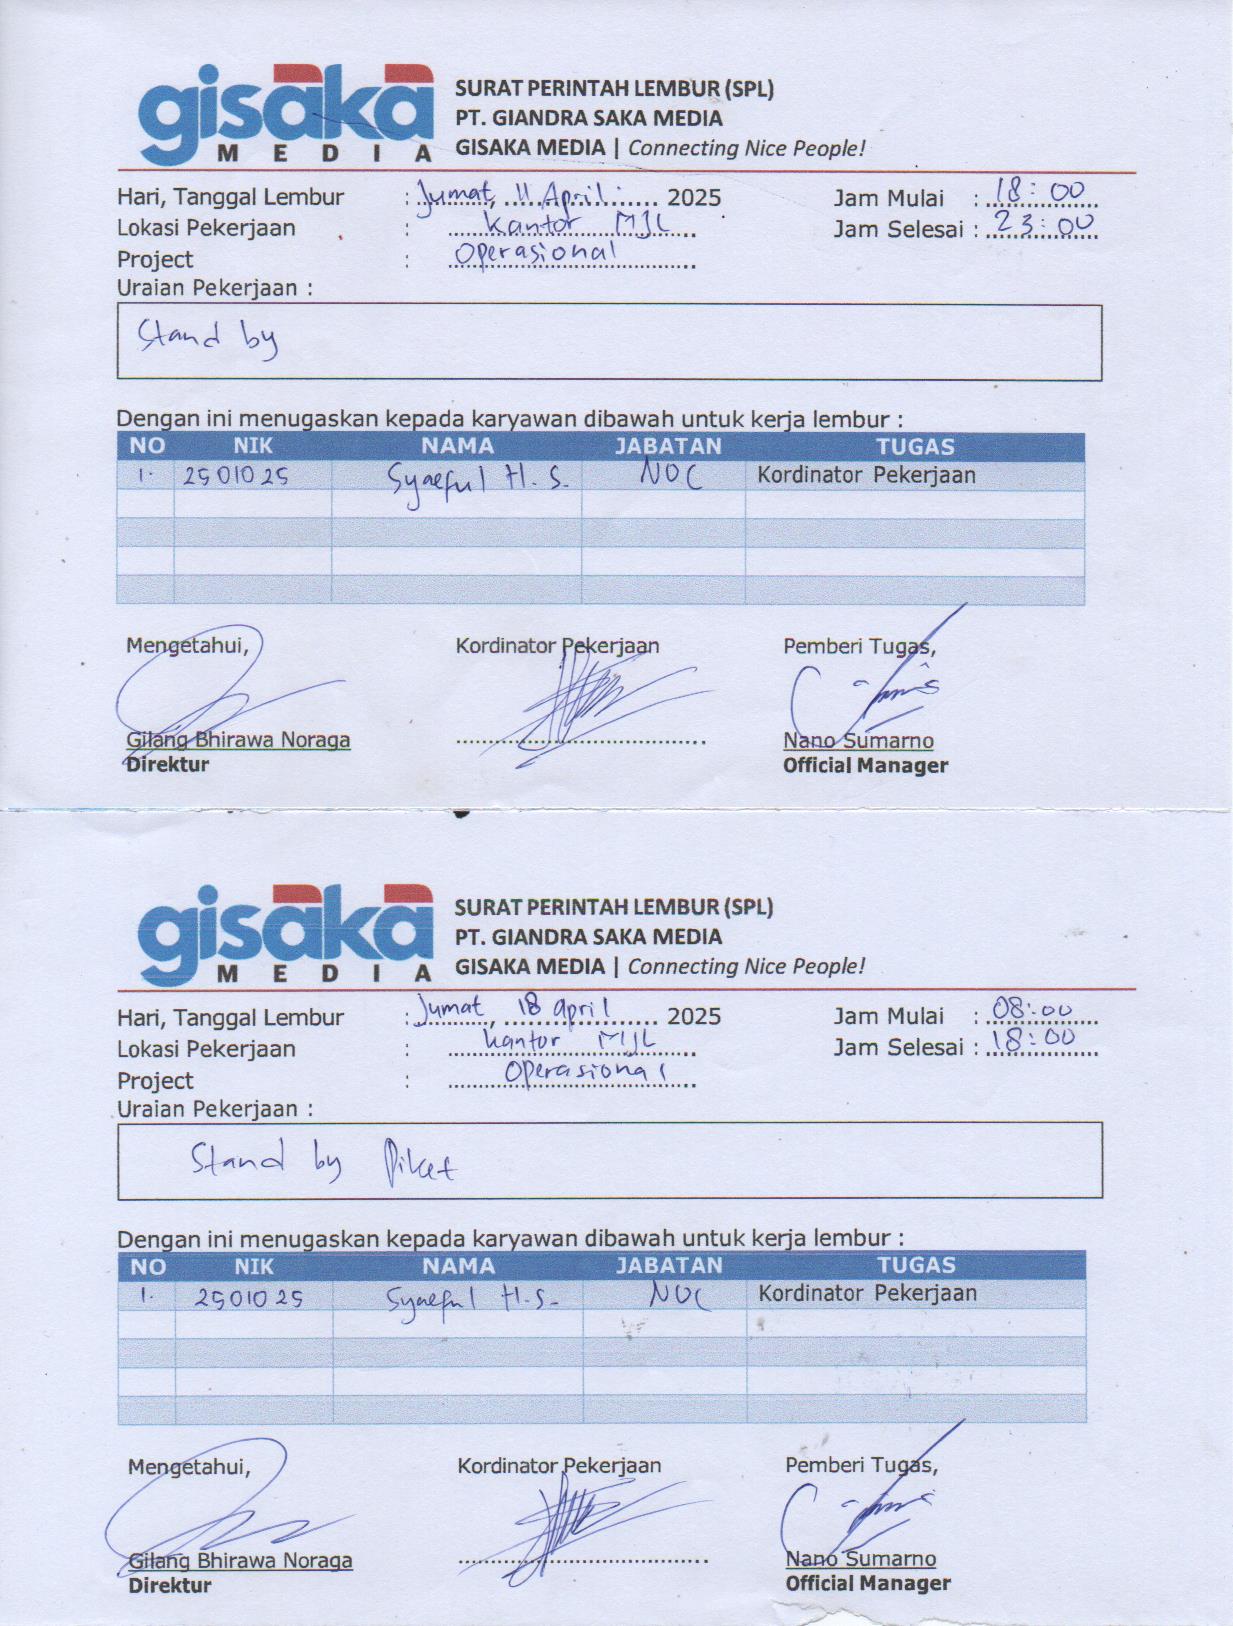 gisaka
MEDIA
SURAT PERINTAH LEMBUR (SPL)
PT. GIANDRA SAKA MEDIA
GISAKA MEDIA | Connecting Nice People!
Hari, Tanggal Lembur : Jumat, 11 April 2025 Jam Mulai : 18:00
Lokasi Pekerjaan : Kantor MJL Jam Selesai : 23:00
Project : Operasional
Uraian Pekerjaan :
Stand by
Dengan ini menugaskan kepada karyawan dibawah untuk kerja lembur :
NO NIK NAMA JABATAN TUGAS
1. 2501025 Syaeful H.S. NOC Kordinator Pekerjaan
Mengetahui, Kordinator Pekerjaan Pemberi Tugas,
Gilang Bhirawa Noraga Nano Sumarno
Direktur Official Manager
gisaka
MEDIA
SURAT PERINTAH LEMBUR (SPL)
PT. GIANDRA SAKA MEDIA
GISAKA MEDIA | Connecting Nice People!
Hari, Tanggal Lembur : Jumat, 18 april 2025 Jam Mulai : 08:00
Lokasi Pekerjaan : kantor MJL Jam Selesai : 18:00
Project : Operasional
Uraian Pekerjaan :
Stand by Piket
Dengan ini menugaskan kepada karyawan dibawah untuk kerja lembur :
NO NIK NAMA JABATAN TUGAS
1. 2501025 Syaeful H.S. NOC Kordinator Pekerjaan
Mengetahui, Kordinator Pekerjaan Pemberi Tugas,
Gilang Bhirawa Noraga Nano Sumarno
Direktur Official Manager